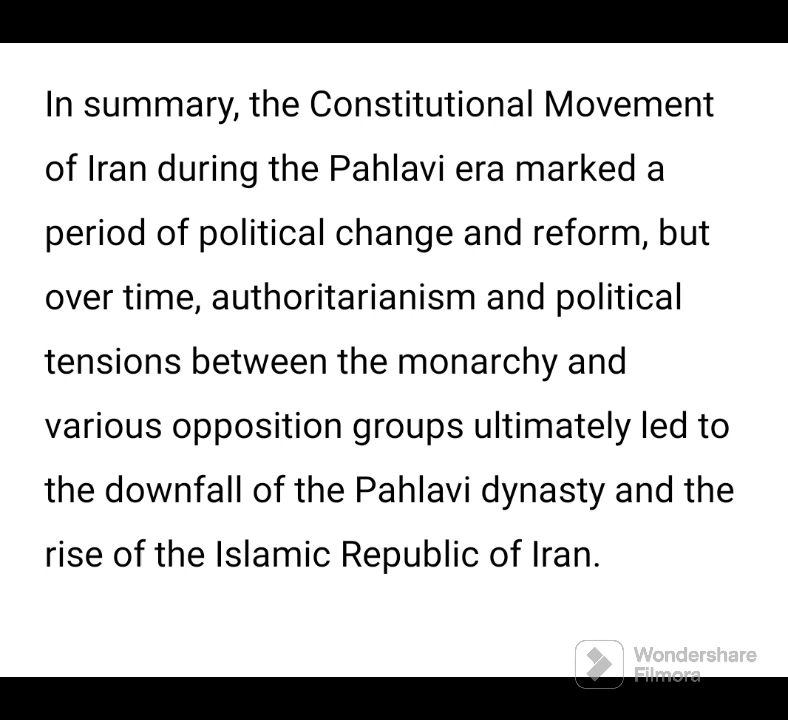 In summary, the Constitutional Movement
of Iran during the Pahlavi era marked a
period of political change and reform, but
over time, authoritarianism and political
tensions between the monarchy and
various opposition groups ultimately led to
the downfall of the Pahlavi dynasty and the
rise of the Islamic Republic of Iran.
Wondershare
Filmora